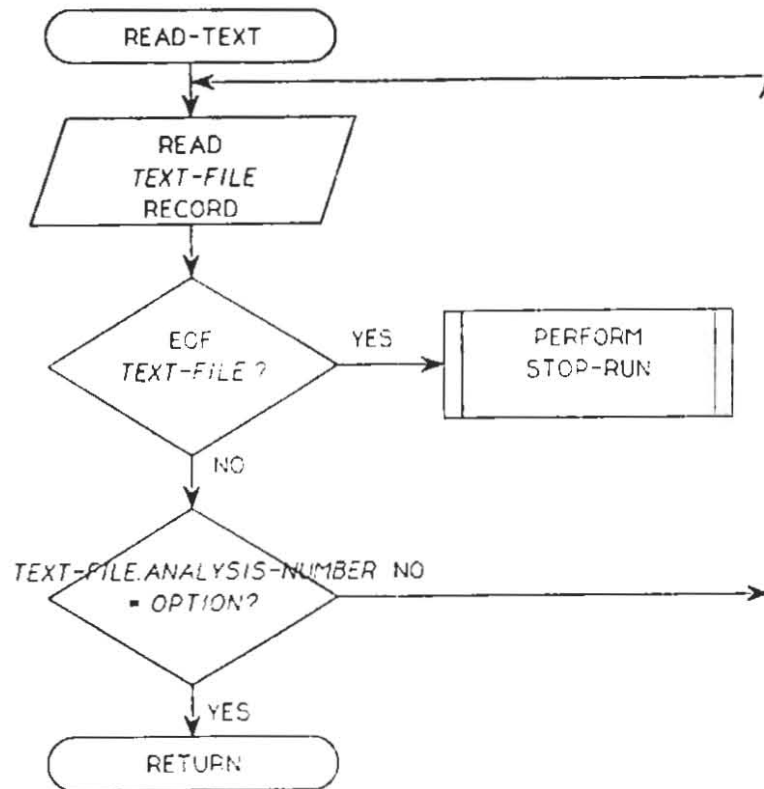 READ-TEXT
READ
TEXT-FILE
RECORD
EOF
TEXT-FILE?
YES
PERFORM
STOP-RUN
NO
TEXT-FILE.ANALYSIS-NUMBER NO
= OPTION?
YES
RETURN